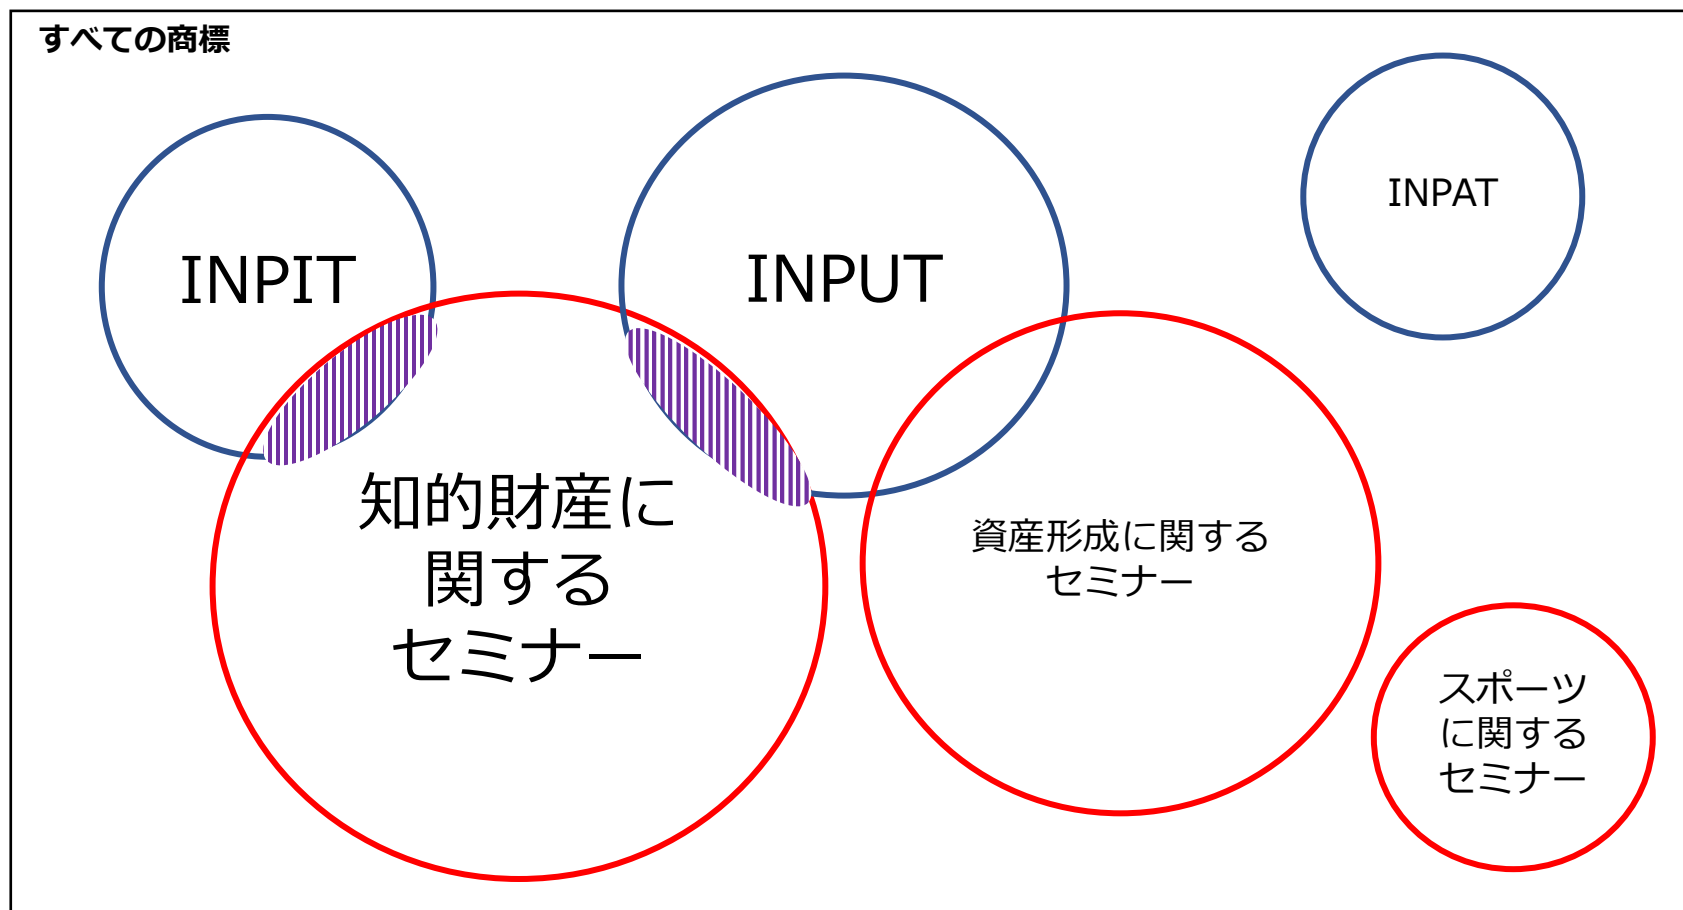 すべての商標
INPIT
INPUT
INPAT
知的財産に
関する
セミナー
資産形成に関する
セミナー
スポーツ
に関する
セミナー